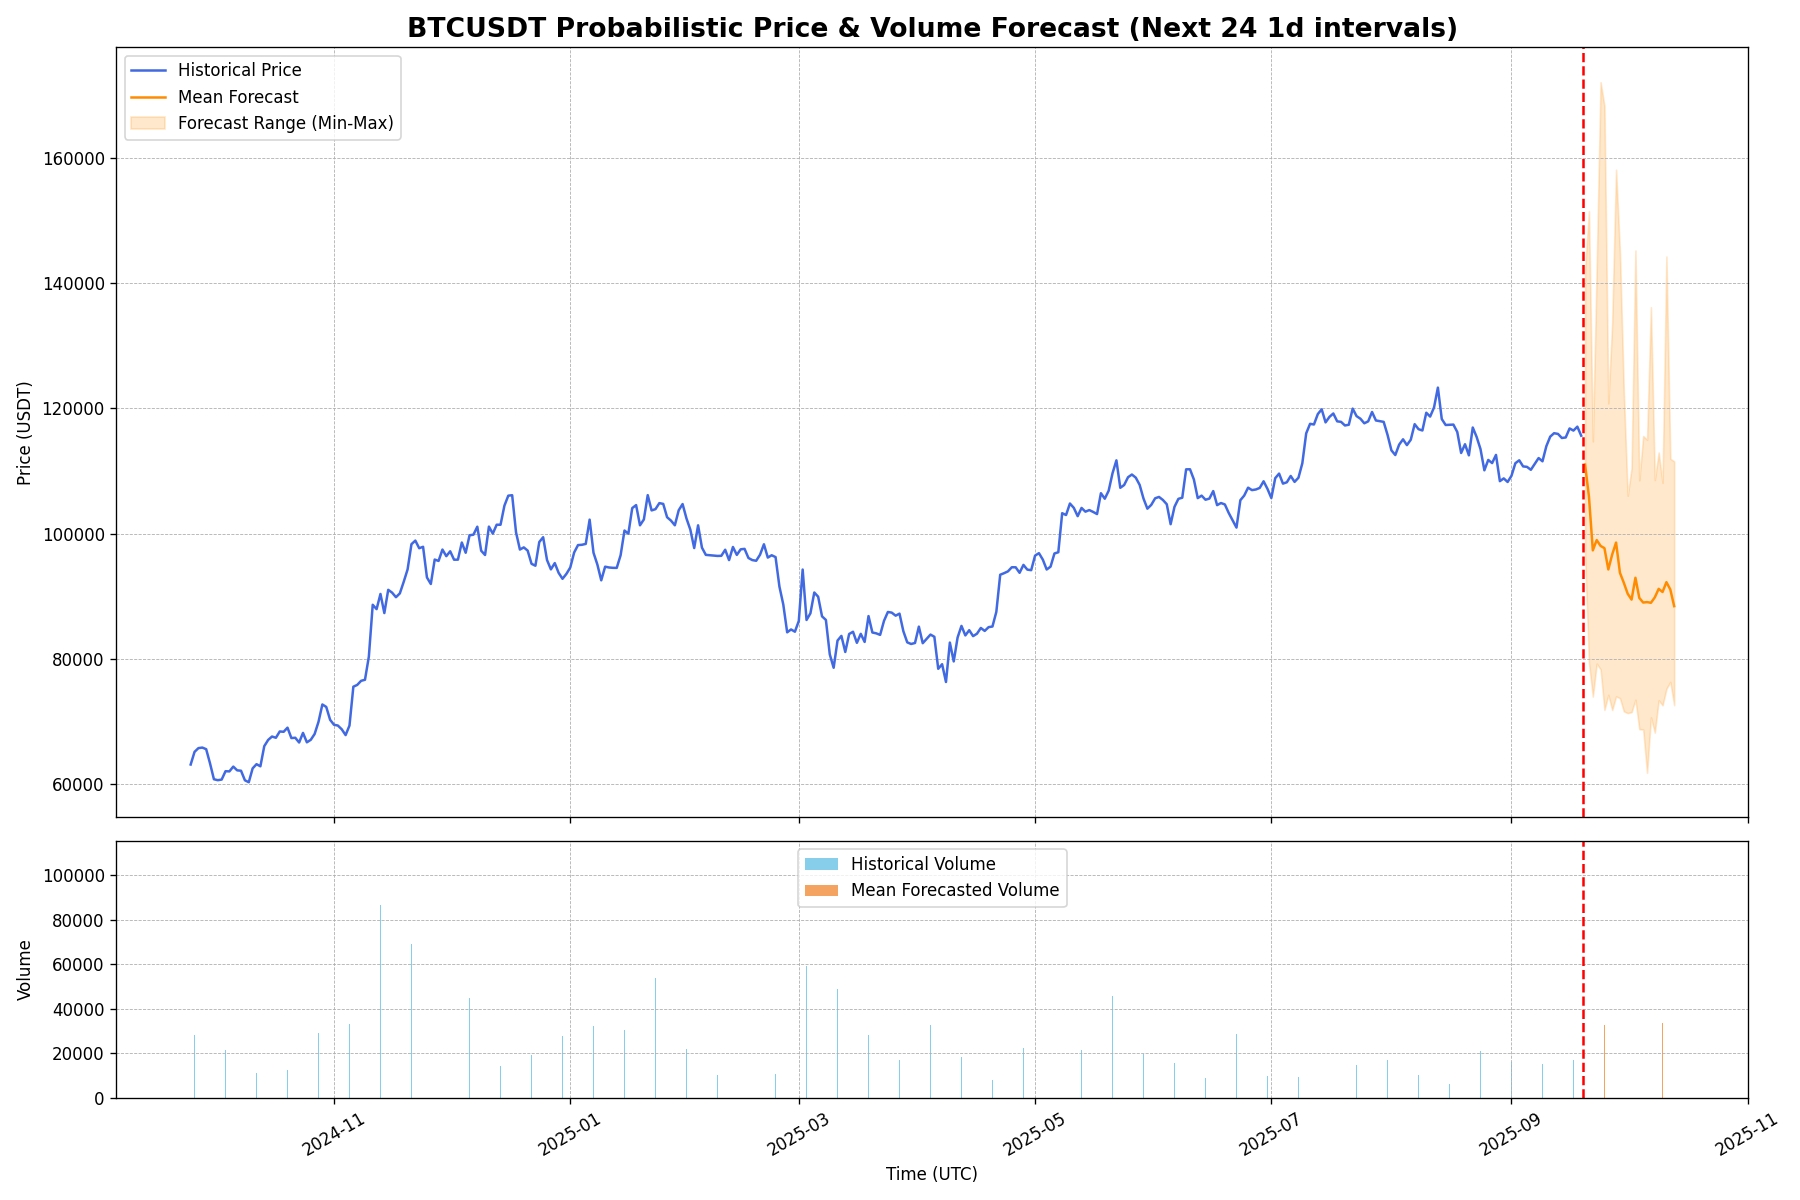 BTCUSDT Probabilistic Price & Volume Forecast (Next 24 1d intervals)
Historical Price
Mean Forecast
Forecast Range (Min-Max)
160000
140000
120000
100000
80000
60000
Price (USDT)
Historical Volume
Mean Forecasted Volume
100000
80000
60000
40000
20000
0
Volume
2024-11
2025-01
2025-03
2025-05
2025-07
2025-09
2025-11
Time (UTC)